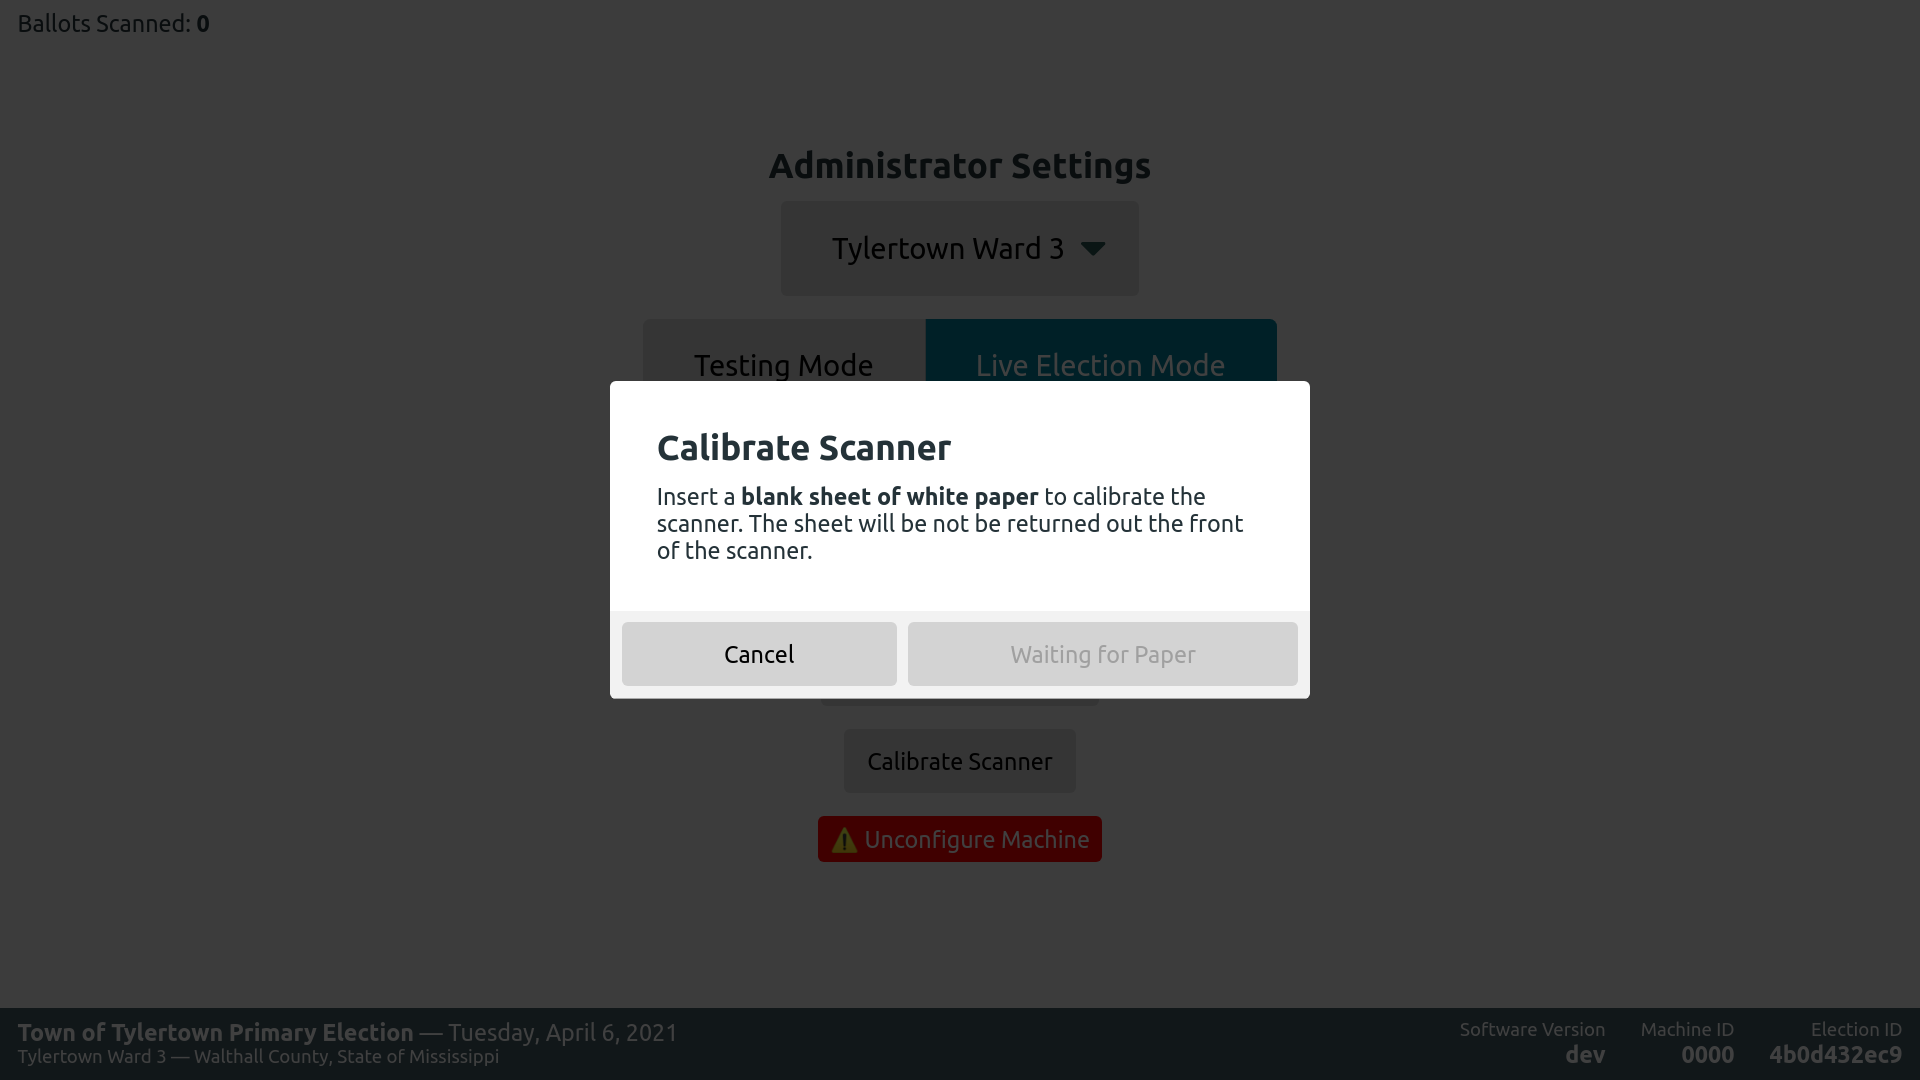 Ballots Scanned: 0
Administrator Settings
Tylertown Ward 3
Testing Mode
Live Election Mode
Calibrate Scanner
Insert a blank sheet of white paper to calibrate the
scanner. The sheet will be not be returned out the front
of the scanner.
Cancel
Waiting for Paper
Calibrate Scanner
⚠ Unconfigure Machine
Town of Tylertown Primary Election — Tuesday, April 6, 2021
Tylertown Ward 3 — Walthall County, State of Mississippi
Software Version
dev
Machine ID
0000
Election ID
4b0d432ec9